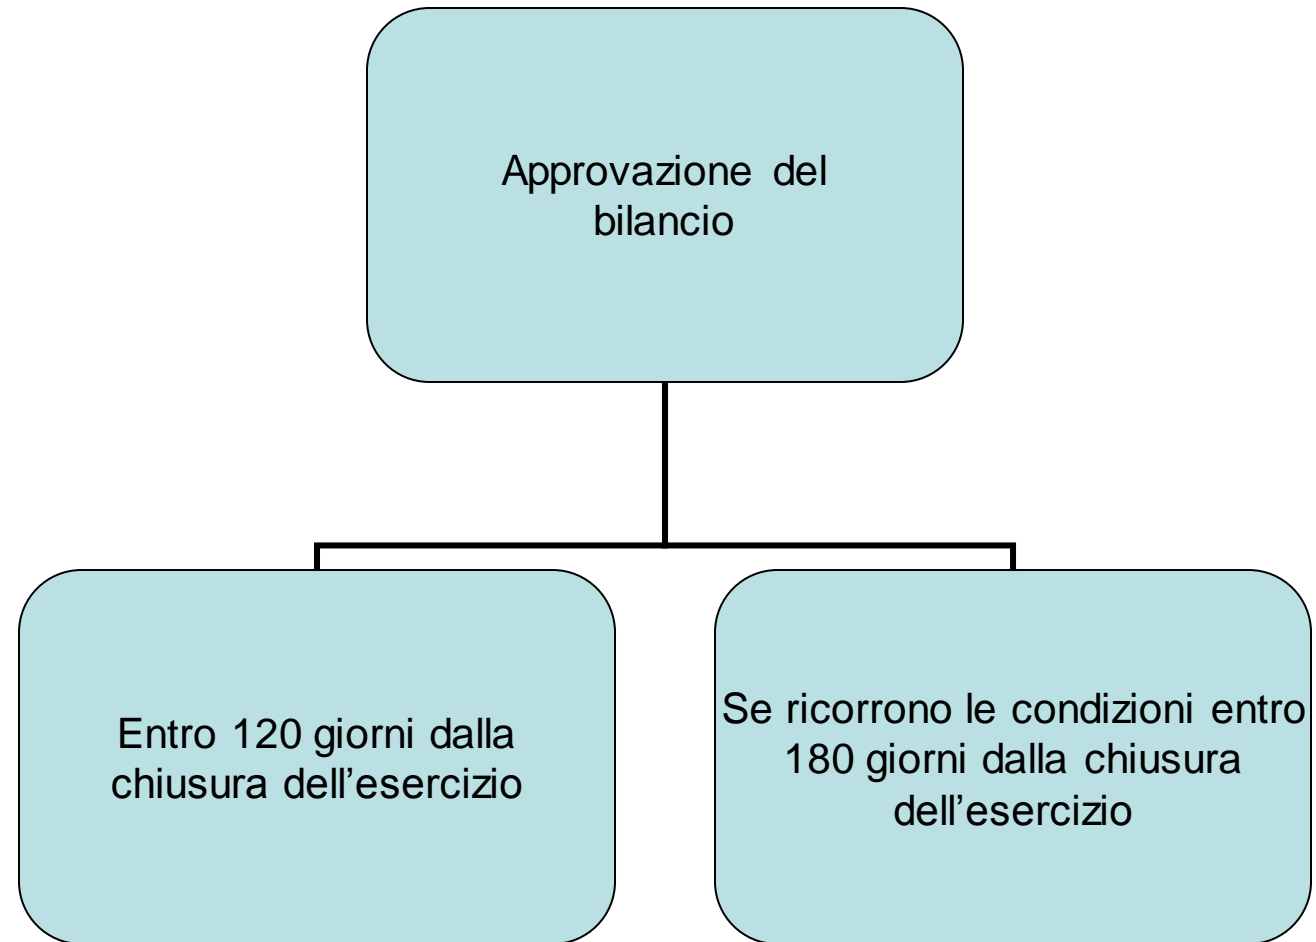 Approvazione del
bilancio
Entro 120 giorni dalla
chiusura dell’esercizio
Se ricorrono le condizioni entro
180 giorni dalla chiusura
dell’esercizio